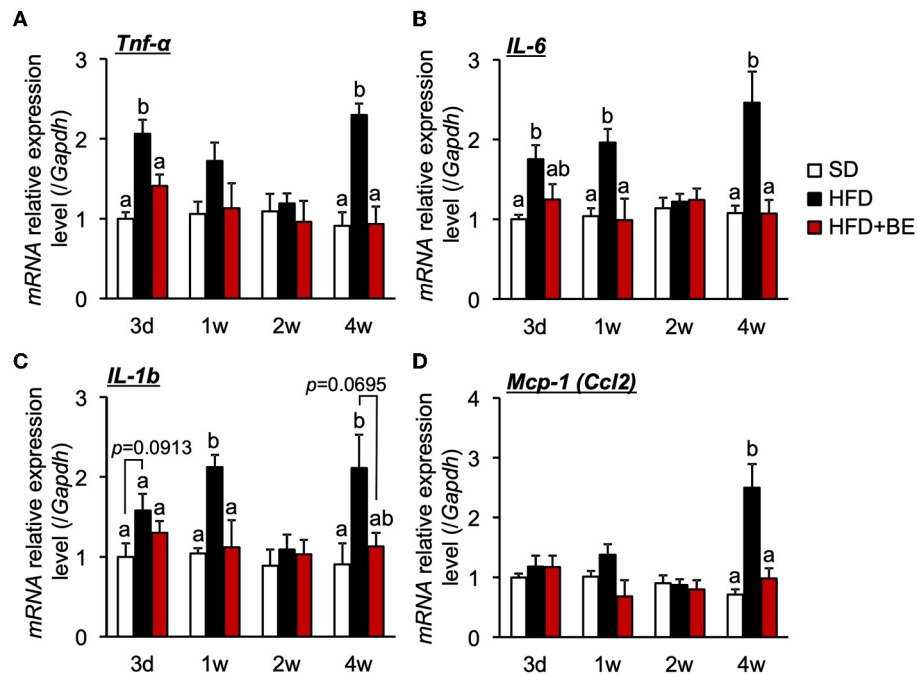 A
Tnf-α
mRNA relative expression
level (/Gapdh)
3
2
1
0
a
b
a
a
b
a
3d
1w
2w
4w
B
IL-6
mRNA relative expression
level (/Gapdh)
3
2
1
0
a
b
ab
a
b
a
a
b
a
3d
1w
2w
4w
SD
HFD
HFD+BE
C
IL-1b
mRNA relative expression
level (/Gapdh)
3
2
1
0
p=0.0913
p=0.0695
a
a
a
a
b
a
a
b
ab
3d
1w
2w
4w
D
Mcp-1 (Ccl2)
mRNA relative expression
level (/Gapdh)
4
3
2
1
0
a
b
a
3d
1w
2w
4w